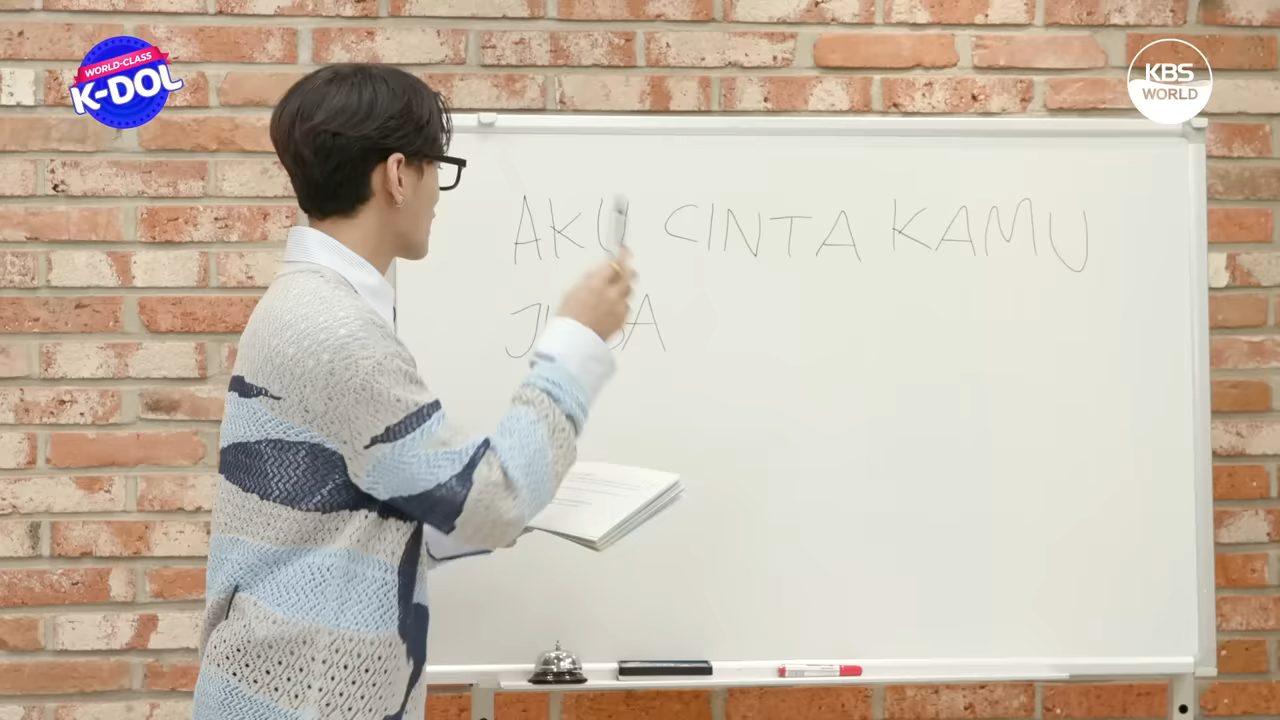 WORLD-CLASS
K-DOL
KBS
WORLD
AKU CINTA KAMU